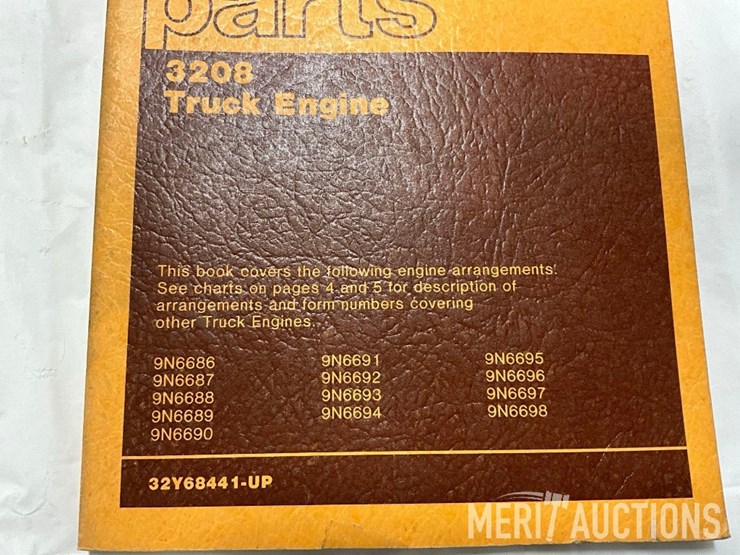 parts
3208
Truck Engine
This book covers the following engine arrangements.
See charts on pages 4 and 5 for description of
arrangements and form numbers covering
other Truck Engines.
9N6686 9N6691 9N6695
9N6687 9N6692 9N6696
9N6688 9N6693 9N6697
9N6689 9N6694 9N6698
9N6690
32Y68441-UP
MERIT AUCTIONS